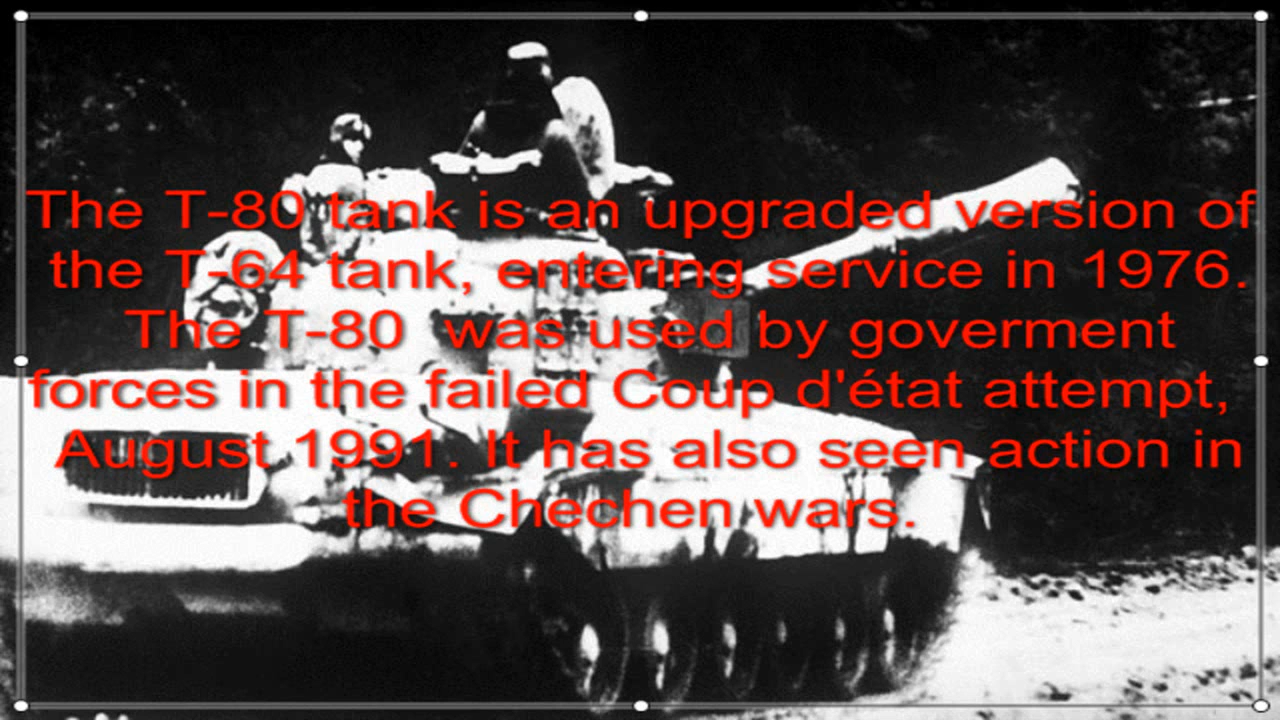 The T-80 tank is an upgraded version of
the T-64 tank, entering service in 1976.
The T-80  was used by goverment
forces in the failed Coup d'état attempt,
August 1991. It has also seen action in
the Chechen wars.